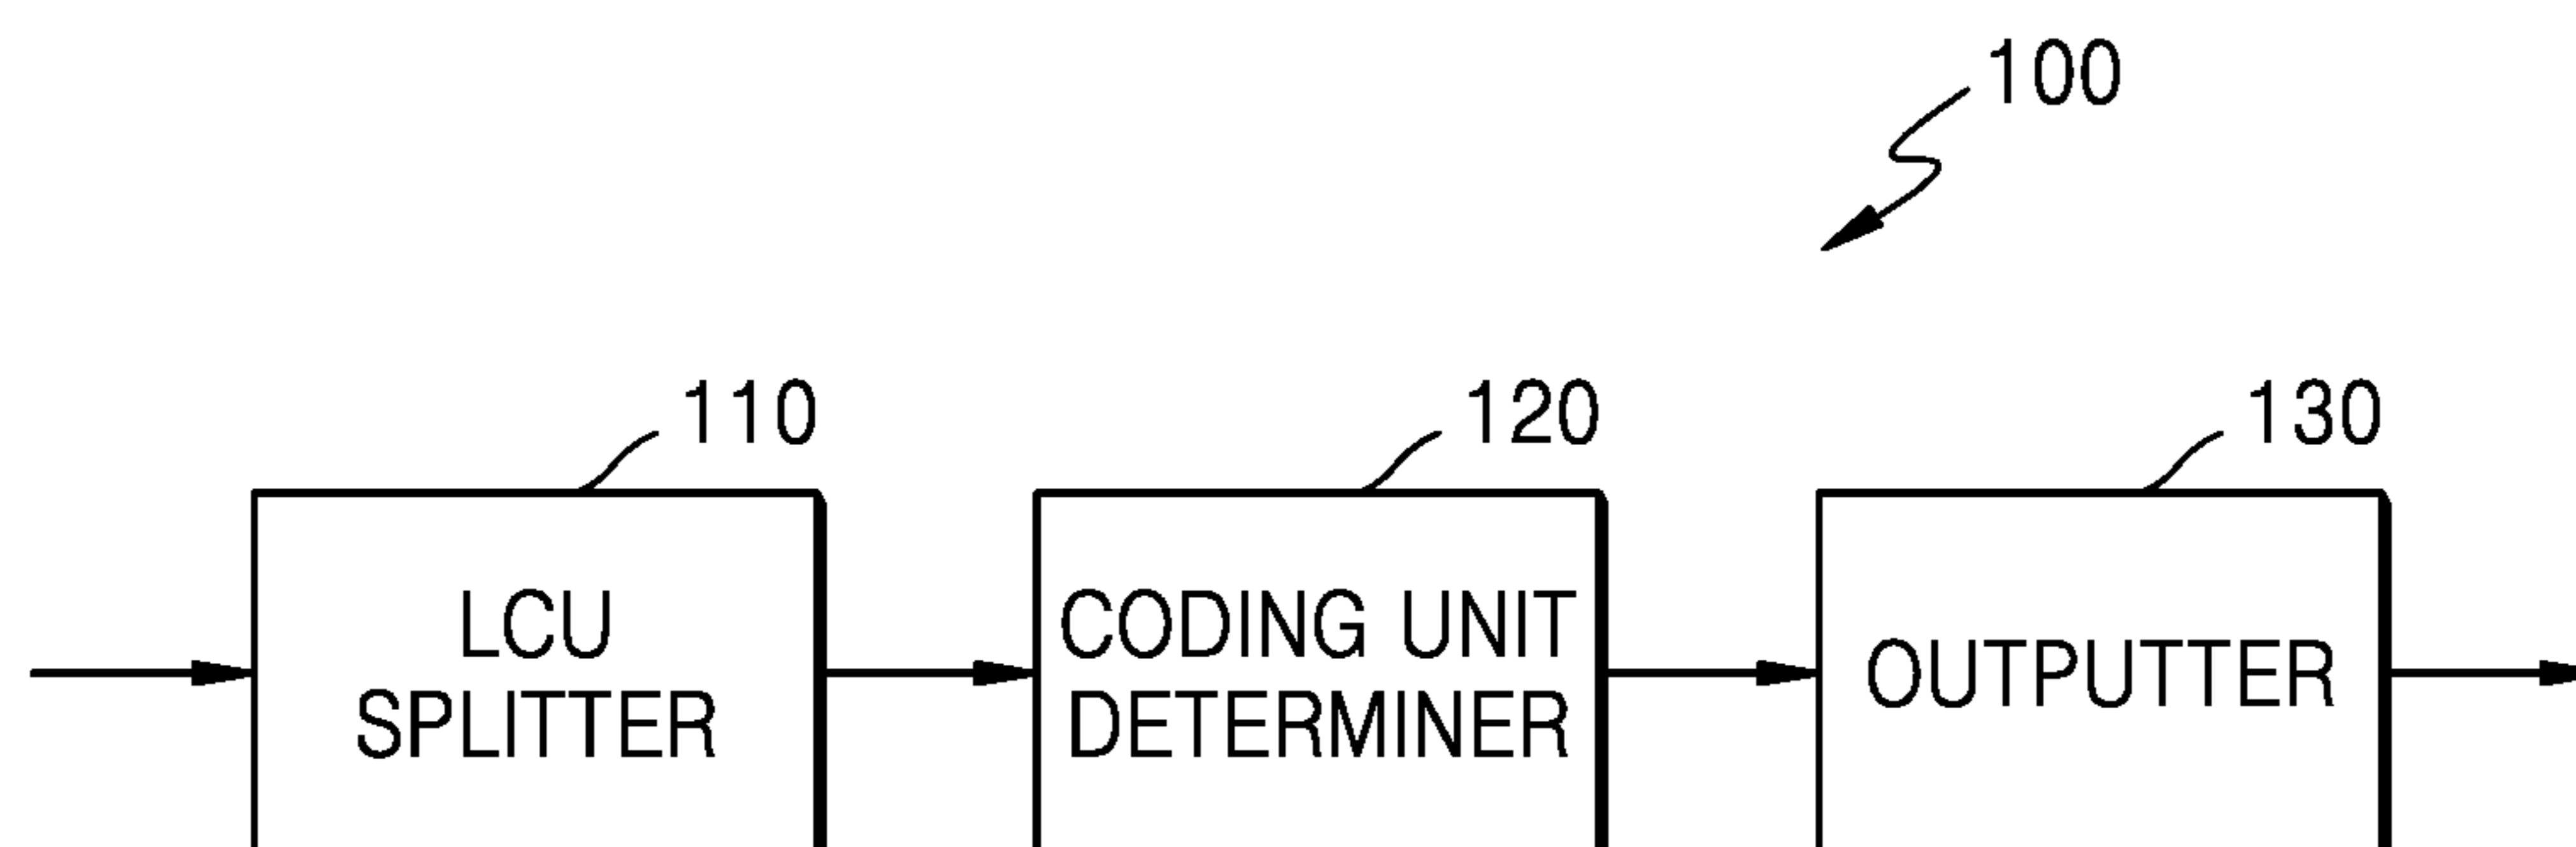 100
110
120
130
LCU
SPLITTER
CODING UNIT
DETERMINER
OUTPUTTER